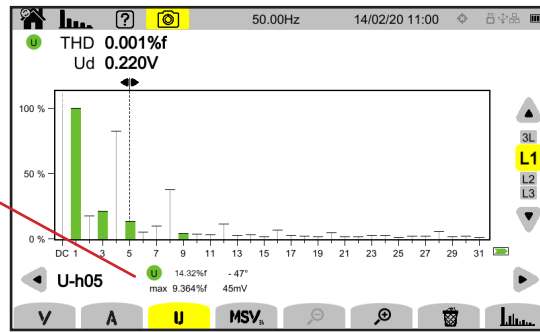 ? 50.00Hz 14/02/20 11:00
U THD 0.001%f
Ud 0.220V
100 %
3L
L1
50 %
L2
L3
0 %
DC 1 3 5 7 9 11 13 15 17 19 21 23 25 27 29 31
U-h05 U 14.32%f - 47°
max 9.364%f 45mV
V A U MSV